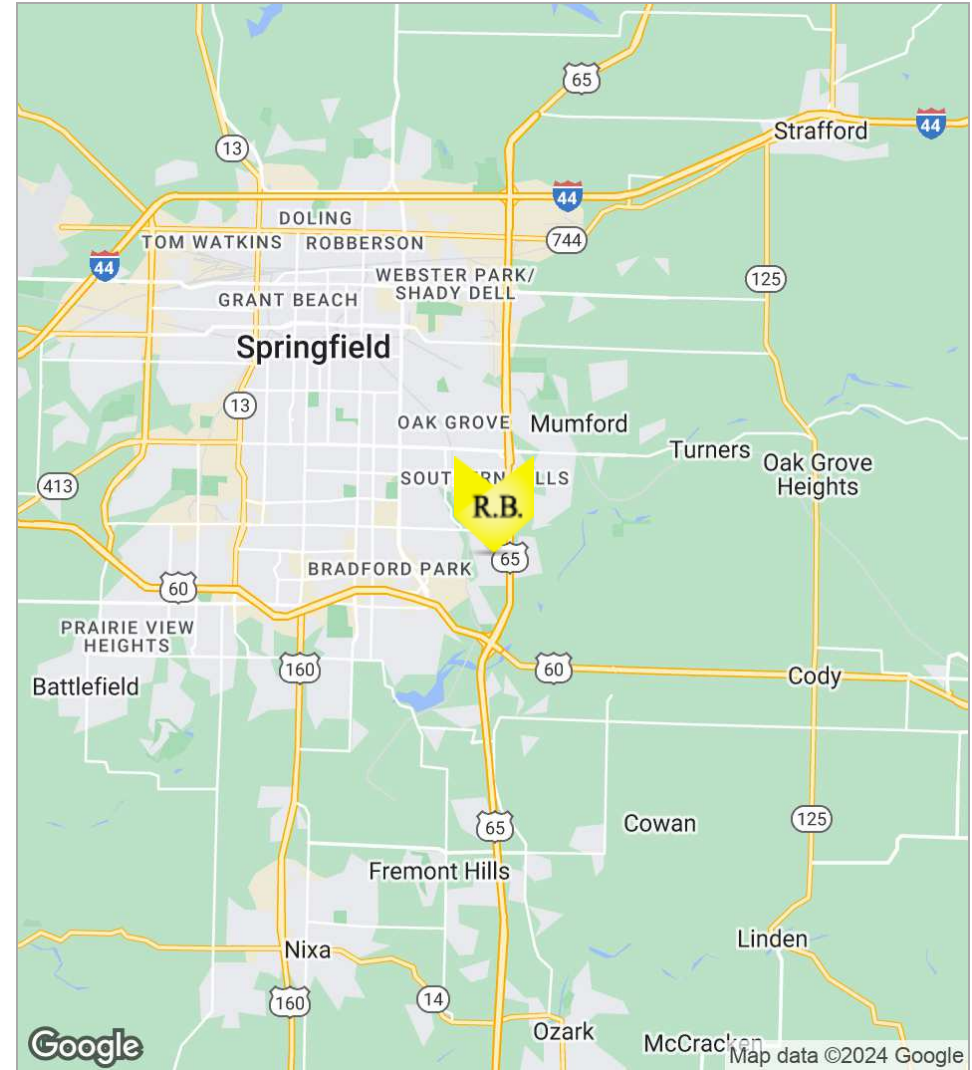 65
Strafford
44
13
44
DOLING
TOM WATKINS
ROBBERSON
744
44
WEBSTER PARK/
SHADY DELL
125
GRANT BEACH
Springfield
13
OAK GROVE
Mumford
Turners
Oak Grove
Heights
413
R.B.
65
BRADFORD PARK
60
PRAIRIE VIEW
HEIGHTS
160
60
Cody
Battlefield
65
Cowan
125
Fremont Hills
Linden
Nixa
160
14
Ozark
McCracken
Google
Map data ©2024 Google